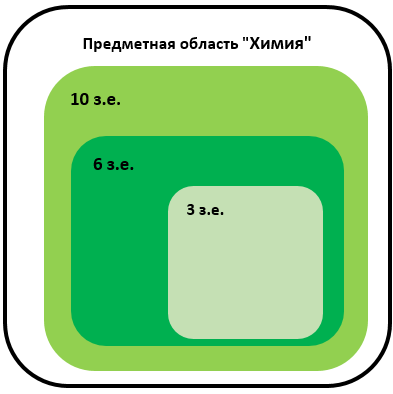 Предметная область "Химия"
10 з.е.
6 з.е.
3 з.е.